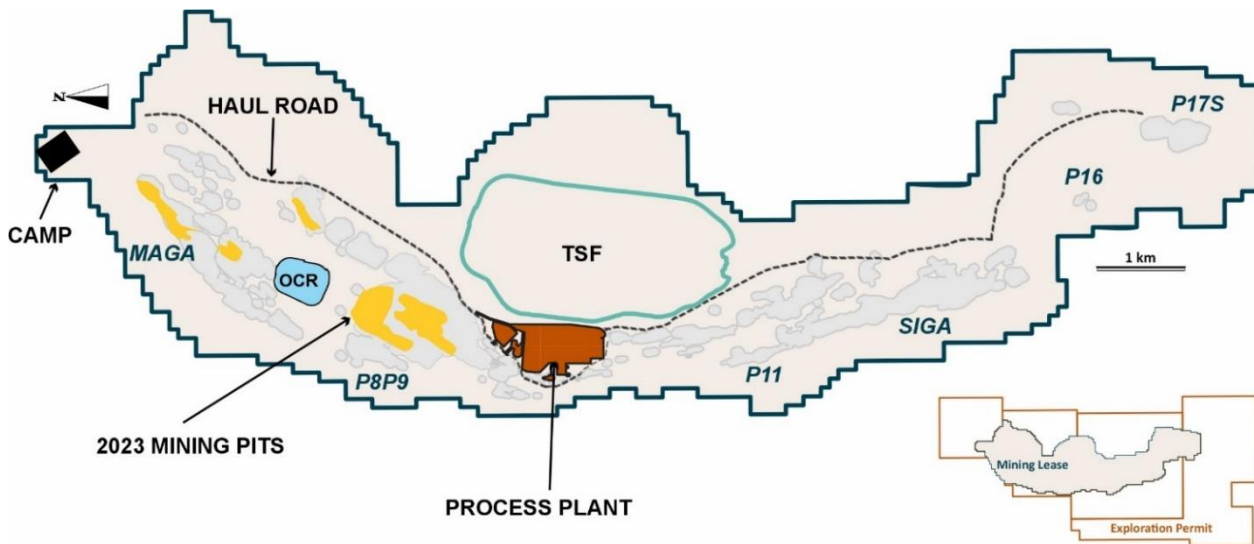 P17S
N
HAUL ROAD
P16
CAMP
MAGA
TSF
OCR
1 km
SIGA
P11
P8P9
2023 MINING PITS
Mining Lease
PROCESS PLANT
Exploration Permit